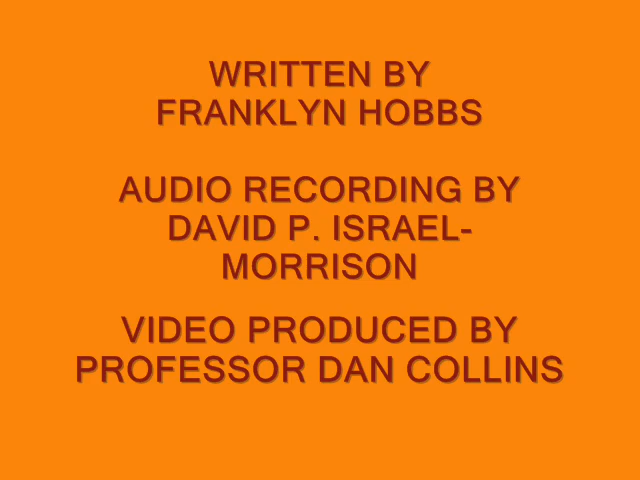 WRITTEN BY
FRANKLYN HOBBS
AUDIO RECORDING BY
DAVID P. ISRAEL-
MORRISON
VIDEO PRODUCED BY
PROFESSOR DAN COLLINS